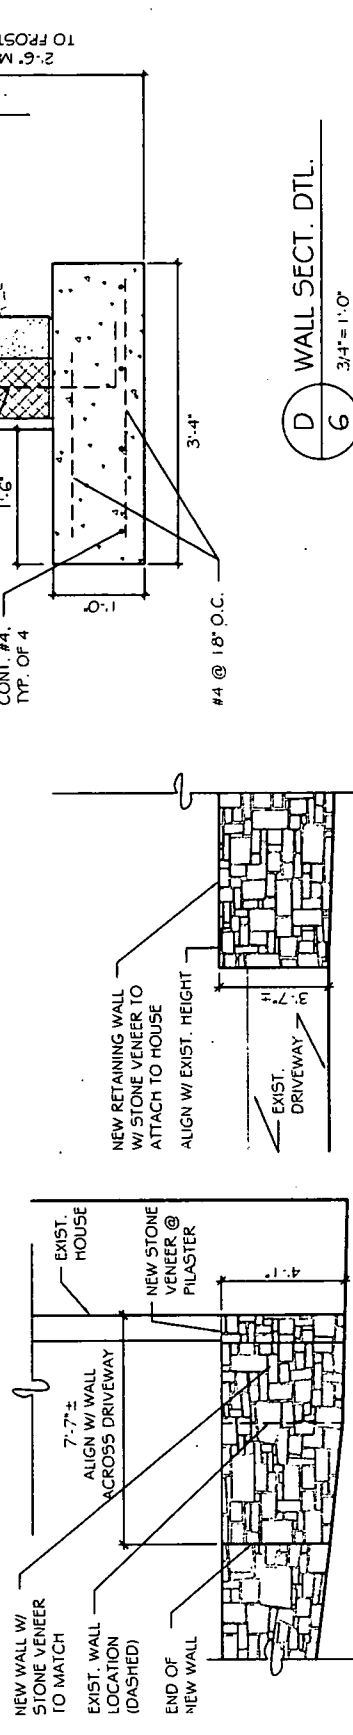 NEW WALL W/
STONE VENEER
TO MATCH
EXIST. WALL
LOCATION
(DASHED)
END OF
NEW WALL
7'-7"±
ALIGN W/ WALL
ACROSS DRIVEWAY
EXIST.
HOUSE
NEW STONE
VENEER @
PILASTER
4'-1"
NEW RETAINING WALL
W/ STONE VENEER TO
ATTACH TO HOUSE
ALIGN W/ EXIST. HEIGHT
3'-7"±
EXIST.
DRIVEWAY
CONT. #4,
TYP. OF 4
1'-6"
1'-0"
#4 @ 18" O.C.
3'-4"
2'-6"
TO FROST
D
6
WALL SECT. DTL.
3/4"=1'-0"